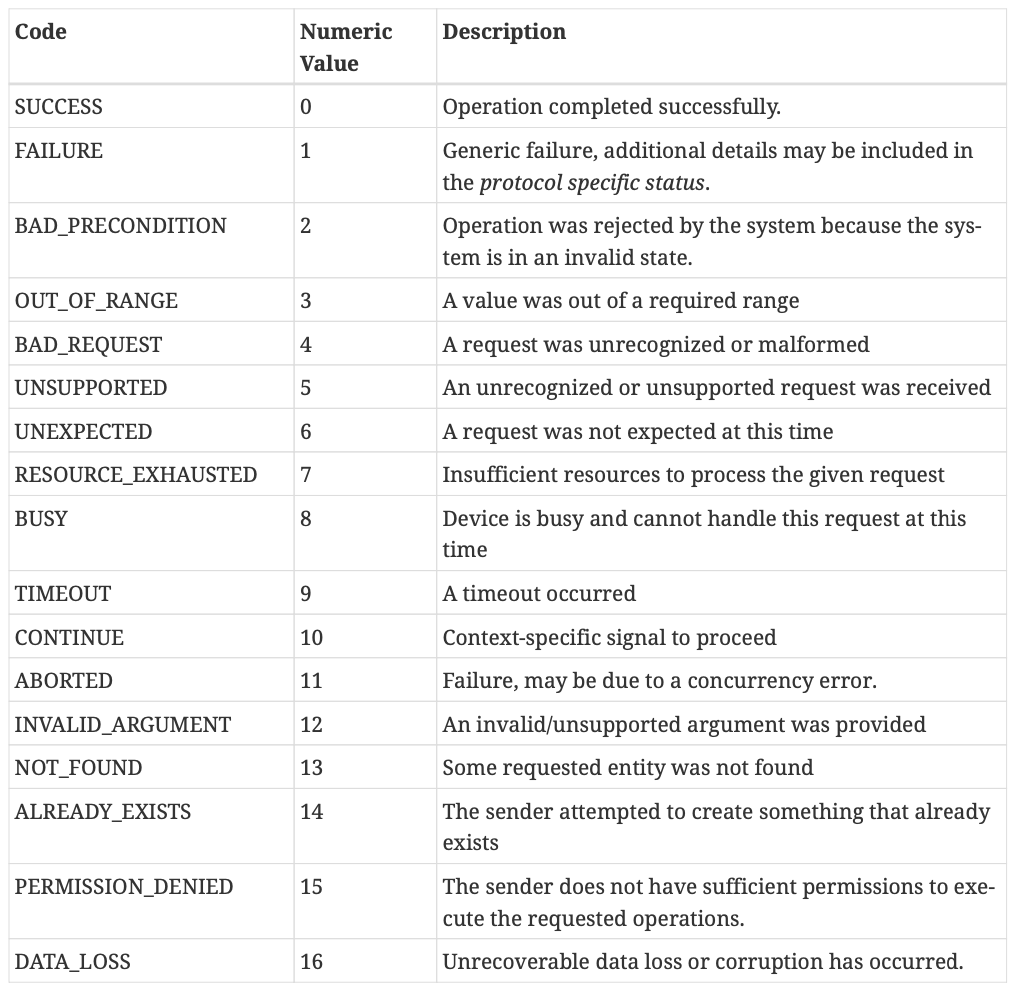 Code Numeric Value Description
SUCCESS 0 Operation completed successfully.
FAILURE 1 Generic failure, additional details may be included in
the protocol specific status.
BAD_PRECONDITION 2 Operation was rejected by the system because the sys-
tem is in an invalid state.
OUT_OF_RANGE 3 A value was out of a required range
BAD_REQUEST 4 A request was unrecognized or malformed
UNSUPPORTED 5 An unrecognized or unsupported request was received
UNEXPECTED 6 A request was not expected at this time
RESOURCE_EXHAUSTED 7 Insufficient resources to process the given request
BUSY 8 Device is busy and cannot handle this request at this
time
TIMEOUT 9 A timeout occurred
CONTINUE 10 Context-specific signal to proceed
ABORTED 11 Failure, may be due to a concurrency error.
INVALID_ARGUMENT 12 An invalid/unsupported argument was provided
NOT_FOUND 13 Some requested entity was not found
ALREADY_EXISTS 14 The sender attempted to create something that already
exists
PERMISSION_DENIED 15 The sender does not have sufficient permissions to exe-
cute the requested operations.
DATA_LOSS 16 Unrecoverable data loss or corruption has occurred.